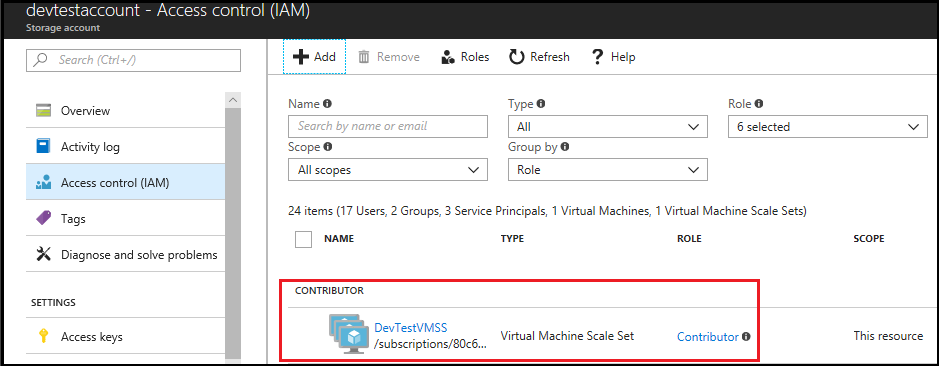 devtestaccount - Access control (IAM)
Storage account
Search (Ctrl+/)
Overview
Activity log
Access control (IAM)
Tags
Diagnose and solve problems
SETTINGS
Access keys
Add Remove Roles Refresh Help
Name Type Role
Search by name or email All 6 selected
Scope Group by
All scopes Role
24 items (17 Users, 2 Groups, 3 Service Principals, 1 Virtual Machines, 1 Virtual Machine Scale Sets)
NAME TYPE ROLE SCOPE
CONTRIBUTOR
DevTestVMSS
/subscriptions/80c6... Virtual Machine Scale Set Contributor This resource